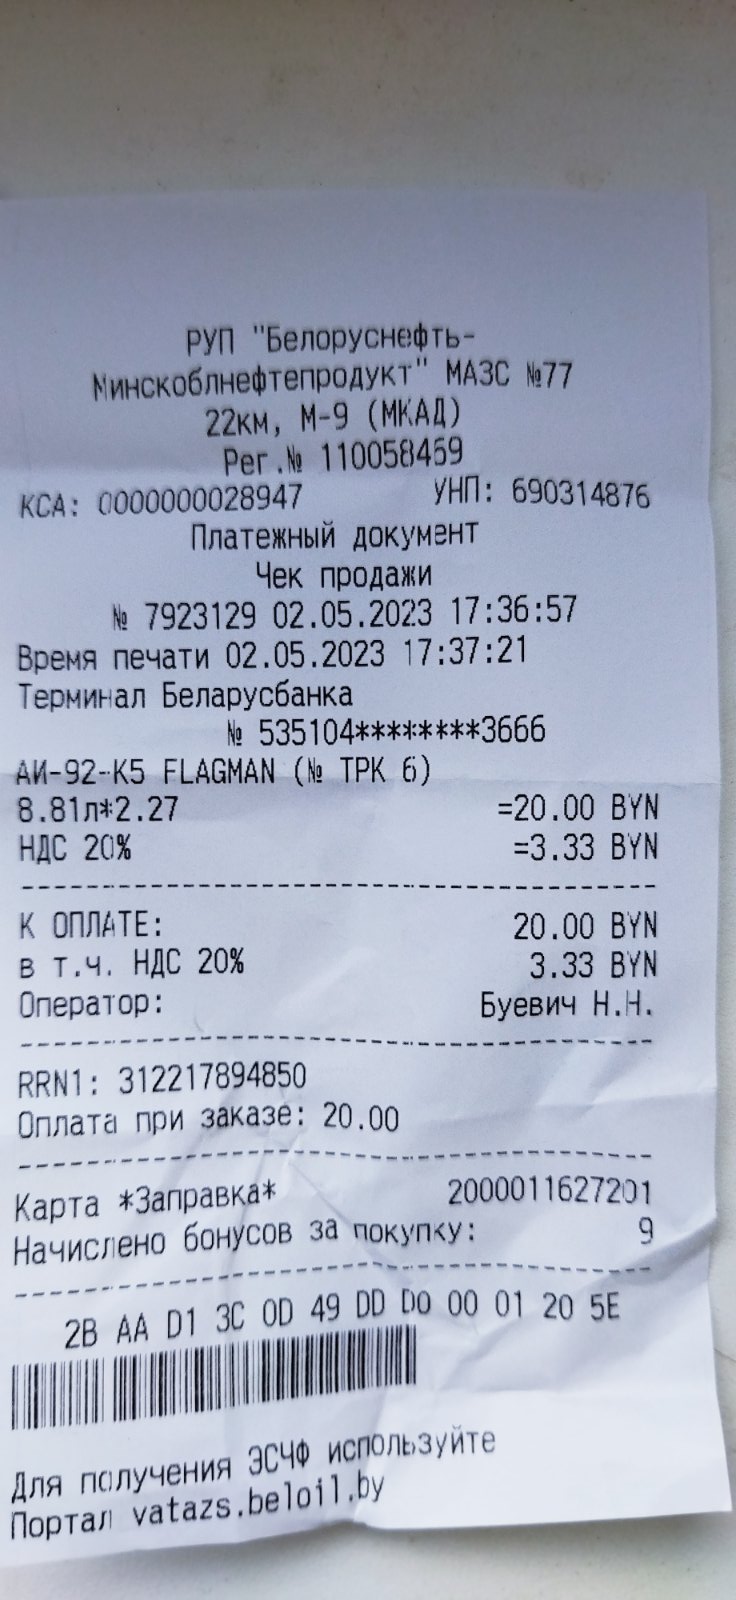 РУП "Белоруснефть-
Минскоблнефтепродукт" МАЗС №77
22км, М-9 (МКАД)
Рег.№ 110058469
КСА: 0000000028947 УНП: 690314876
Платежный документ
Чек продажи
№ 7923129 02.05.2023 17:36:57
Время печати 02.05.2023 17:37:21
Терминал Беларусбанка
№ 535104********3666
АИ-92-К5 FLAGMAN (№ ТРК 6)
8.81л*2.27 =20.00 BYN
НДС 20% =3.33 BYN
К ОПЛАТЕ: 20.00 BYN
в т.ч. НДС 20% 3.33 BYN
Оператор: Буевич Н.Н.
RRN1: 312217894850
Оплата при заказе: 20.00
Карта *Заправка* 2000011627201
Начислено бонусов за покупку: 9
2B AA D1 3C 0D 49 DD D0 00 01 20 5E
Для получения ЭСЧФ используйте
Портал vatazs.beloil.by